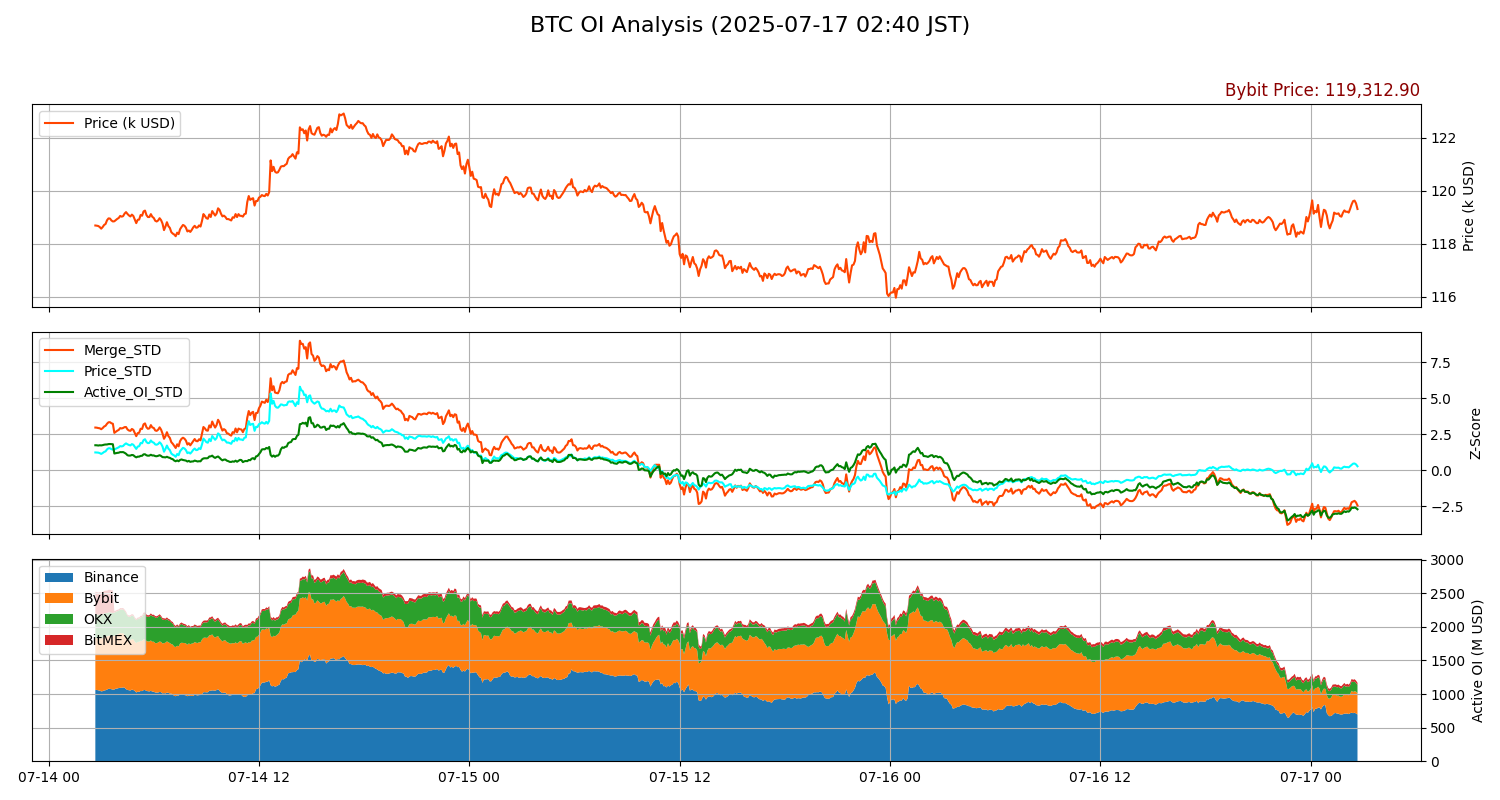 BTC OI Analysis (2025-07-17 02:40 JST)
Bybit Price: 119,312.90
Price (k USD)
122
120
118
116
Price (k USD)
Merge_STD
Price_STD
Active_OI_STD
7.5
5.0
2.5
0.0
−2.5
Z-Score
Binance
Bybit
OKX
BitMEX
3000
2500
2000
1500
1000
500
0
Active OI (M USD)
07-14 00
07-14 12
07-15 00
07-15 12
07-16 00
07-16 12
07-17 00